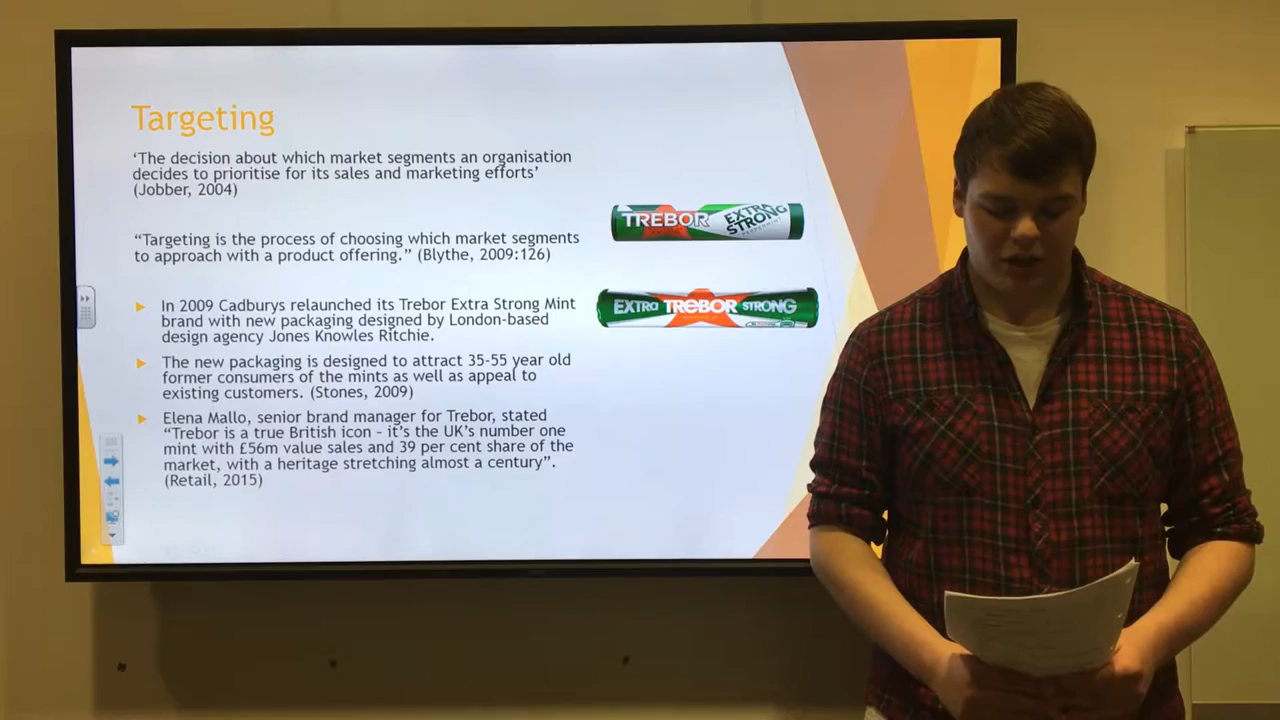 Targeting
‘The decision about which market segments an organisation
decides to prioritise for its sales and marketing efforts’
(Jobber, 2004)
TREBOR
EXTRA
STRONG
PEPPERMINT
“Targeting is the process of choosing which market segments
to approach with a product offering.” (Blythe, 2009:126)
EXTRA TREBOR STRONG
In 2009 Cadburys relaunched its Trebor Extra Strong Mint
brand with new packaging designed by London-based
design agency Jones Knowles Ritchie.
The new packaging is designed to attract 35-55 year old
former consumers of the mints as well as appeal to
existing customers. (Stones, 2009)
Elena Mallo, senior brand manager for Trebor, stated
“Trebor is a true British icon – it’s the UK’s number one
mint with £56m value sales and 39 per cent share of the
market, with a heritage stretching almost a century”.
(Retail, 2015)